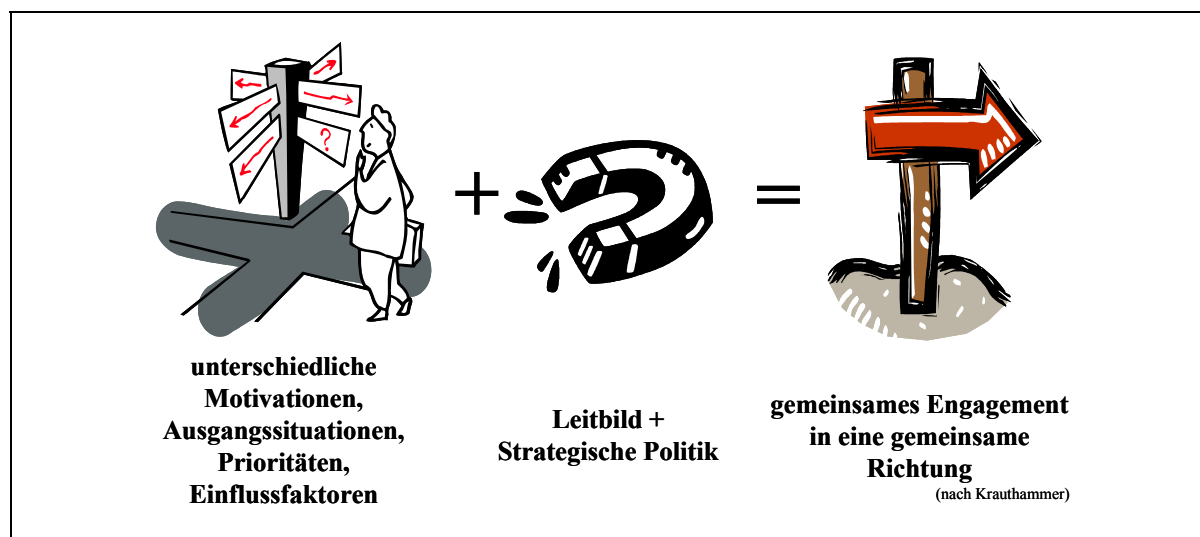 ?
+
=
unterschiedliche
Motivationen,
Ausgangssituationen,
Prioritäten,
Einflussfaktoren
Leitbild +
Strategische Politik
gemeinsames Engagement
in eine gemeinsame
Richtung
(nach Krauthammer)